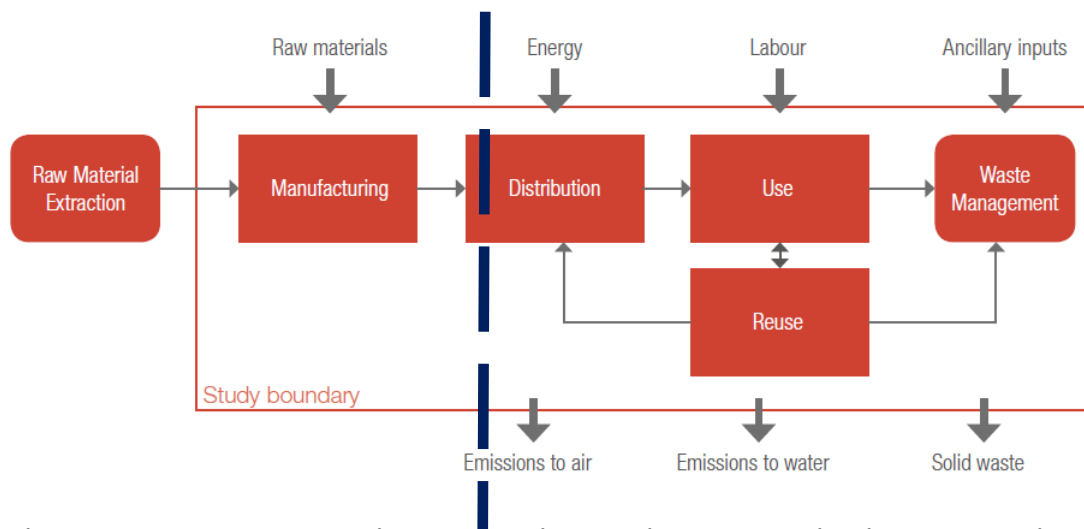 Raw materials
Energy
Labour
Ancillary inputs
Raw Material
Extraction
Manufacturing
Distribution
Use
Waste
Management
Reuse
Study boundary
Emissions to air
Emissions to water
Solid waste